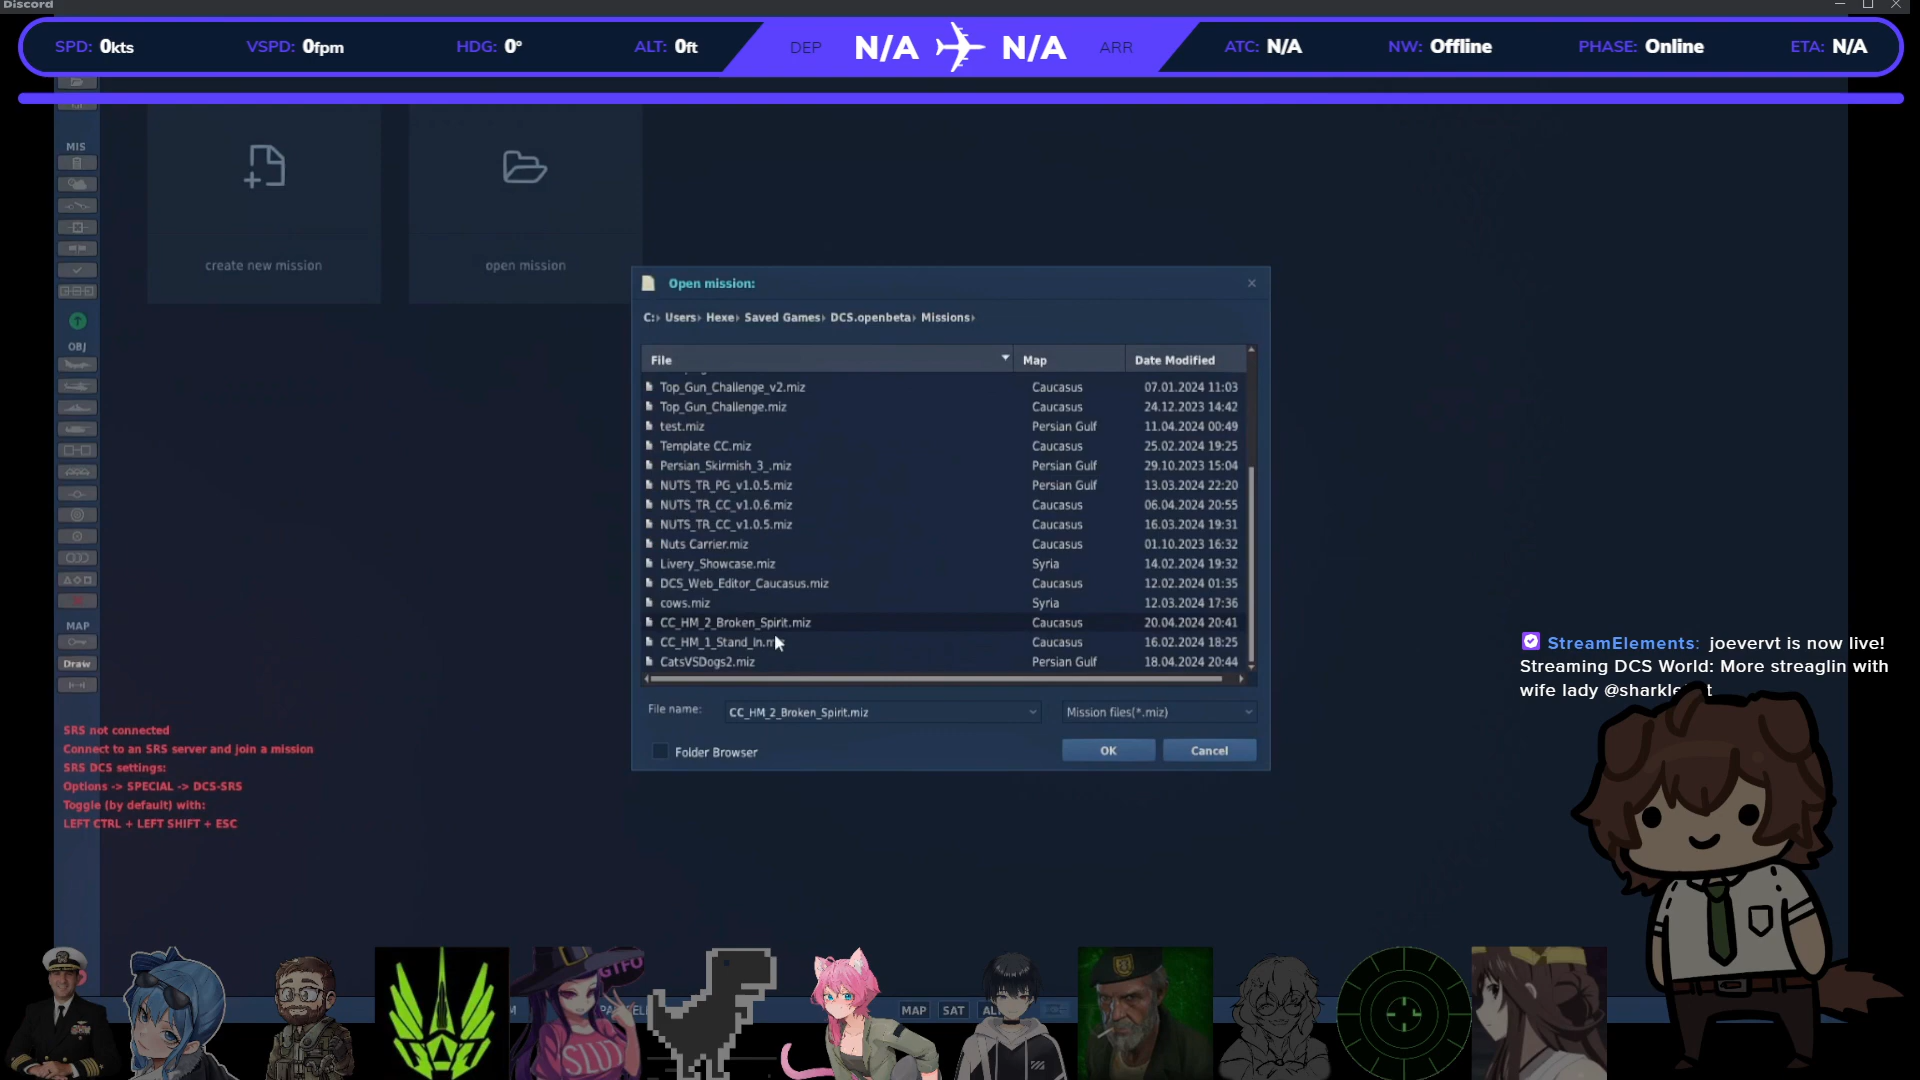 Discord
SPD: 0kts VSPD: 0fpm HDG: 0° ALT: 0ft DEP N/A N/A ARR ATC: N/A NW: Offline PHASE: Online ETA: N/A
MIS
OBJ
MAP
Draw
create new mission
open mission
Open mission:
C:› Users› Hexe› Saved Games› DCS.openbeta› Missions›
File Map Date Modified
Top_Gun_Challenge_v2.miz Caucasus 07.01.2024 11:03
Top_Gun_Challenge.miz Caucasus 24.12.2023 14:42
test.miz Persian Gulf 11.04.2024 00:49
Template CC.miz Caucasus 25.02.2024 19:25
Persian_Skirmish_3_.miz Persian Gulf 29.10.2023 15:04
NUTS_TR_PG_v1.0.5.miz Persian Gulf 13.03.2024 22:20
NUTS_TR_CC_v1.0.6.miz Caucasus 06.04.2024 20:55
NUTS_TR_CC_v1.0.5.miz Caucasus 16.03.2024 19:31
Nuts Carrier.miz Caucasus 01.10.2023 16:32
Livery_Showcase.miz Syria 14.02.2024 19:32
DCS_Web_Editor_Caucasus.miz Caucasus 12.02.2024 01:35
cows.miz Syria 12.03.2024 17:36
CC_HM_2_Broken_Spirit.miz Caucasus 20.04.2024 20:41
CC_HM_1_Stand_In.m Caucasus 16.02.2024 18:25
CatsVSDogs2.miz Persian Gulf 18.04.2024 20:44
File name: CC_HM_2_Broken_Spirit.miz Mission files(*.miz)
Folder Browser OK Cancel
StreamElements: joevervt is now live!
Streaming DCS World: More streaglin with
wife lady
SRS not connected
Connect to an SRS server and join a mission
SRS DCS settings:
Options -> SPECIAL -> DCS-SRS
Toggle (by default) with:
LEFT CTRL + LEFT SHIFT + ESC
GTFO
MAP SAT